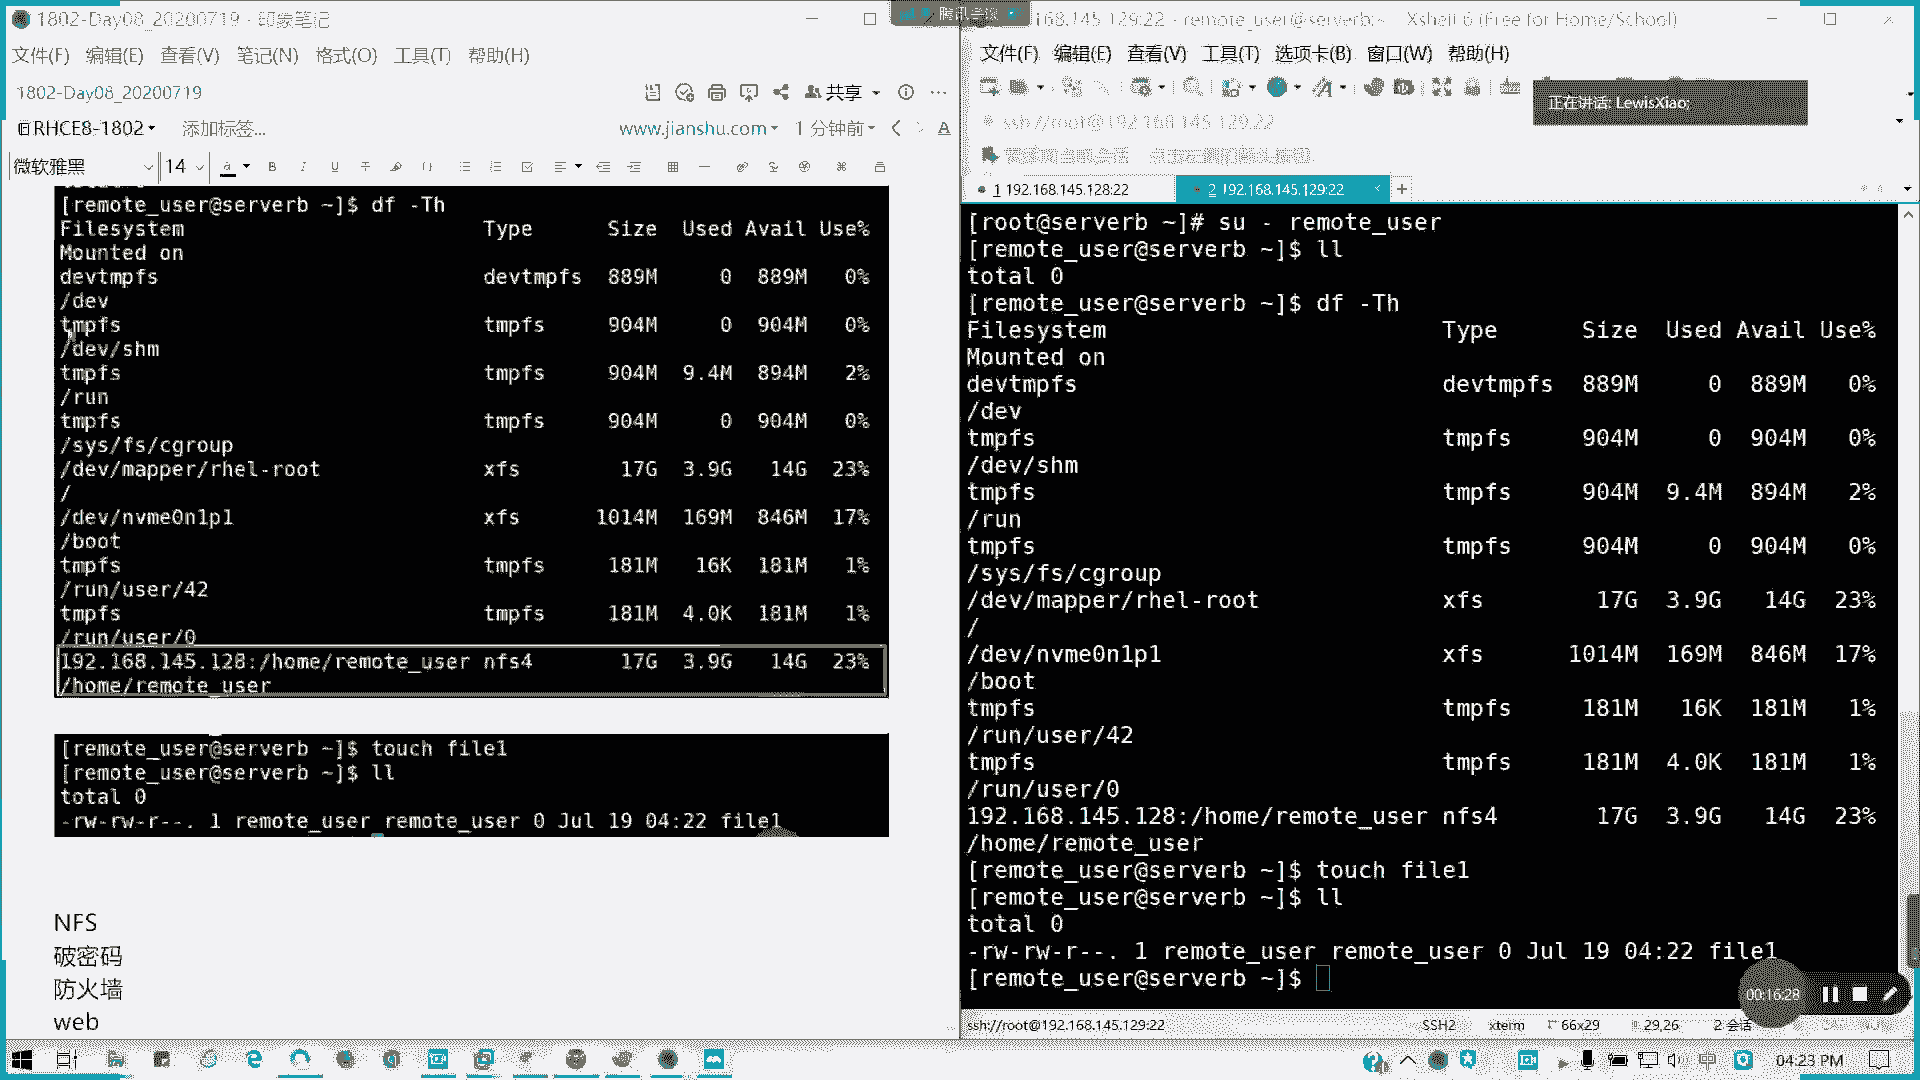 1802-Day08_20200719 - 印象笔记
文件(F) 编辑(E) 查看(V) 笔记(N) 格式(O) 工具(T) 帮助(H)
1802-Day08_20200719
共享
RHCE8-1802
添加标签...
www.jianshu.com
1 分钟前
微软雅黑
14
[remote_user@serverb ~]$ df -Th
Filesystem Type Size Used Avail Use%
Mounted on
devtmpfs devtmpfs 889M 0 889M 0%
/dev
tmpfs tmpfs 904M 0 904M 0%
/dev/shm
tmpfs tmpfs 904M 9.4M 894M 2%
/run
tmpfs tmpfs 904M 0 904M 0%
/sys/fs/cgroup
/dev/mapper/rhel-root xfs 17G 3.9G 14G 23%
/
/dev/nvme0n1p1 xfs 1014M 169M 846M 17%
/boot
tmpfs tmpfs 181M 16K 181M 1%
/run/user/42
tmpfs tmpfs 181M 4.0K 181M 1%
/run/user/0
192.168.145.128:/home/remote_user nfs4 17G 3.9G 14G 23%
/home/remote_user
[remote_user@serverb ~]$ touch file1
[remote_user@serverb ~]$ ll
total 0
-rw-rw-r--. 1 remote_user remote_user 0 Jul 19 04:22 file1
NFS
破密码
防火墙
web
腾讯会议
168.145.129:22 - remote_user@serverb:~ - Xshell 6 (Free for Home/School)
文件(F) 编辑(E) 查看(V) 工具(T) 选项卡(B) 窗口(W) 帮助(H)
正在讲话: LewisXiao;
ssh://root@192.168.145.129:22
1 192.168.145.128:22
2 192.168.145.129:22
[root@serverb ~]# su - remote_user
[remote_user@serverb ~]$ ll
total 0
[remote_user@serverb ~]$ df -Th
Filesystem Type Size Used Avail Use%
Mounted on
devtmpfs devtmpfs 889M 0 889M 0%
/dev
tmpfs tmpfs 904M 0 904M 0%
/dev/shm
tmpfs tmpfs 904M 9.4M 894M 2%
/run
tmpfs tmpfs 904M 0 904M 0%
/sys/fs/cgroup
/dev/mapper/rhel-root xfs 17G 3.9G 14G 23%
/
/dev/nvme0n1p1 xfs 1014M 169M 846M 17%
/boot
tmpfs tmpfs 181M 16K 181M 1%
/run/user/42
tmpfs tmpfs 181M 4.0K 181M 1%
/run/user/0
192.168.145.128:/home/remote_user nfs4 17G 3.9G 14G 23%
/home/remote_user
[remote_user@serverb ~]$ touch file1
[remote_user@serverb ~]$ ll
total 0
-rw-rw-r--. 1 remote_user remote_user 0 Jul 19 04:22 file1
[remote_user@serverb ~]$
00:16:28
ssh://root@192.168.145.129:22 SSH2 xterm 66x29 29,26 2 会话
04:23 PM